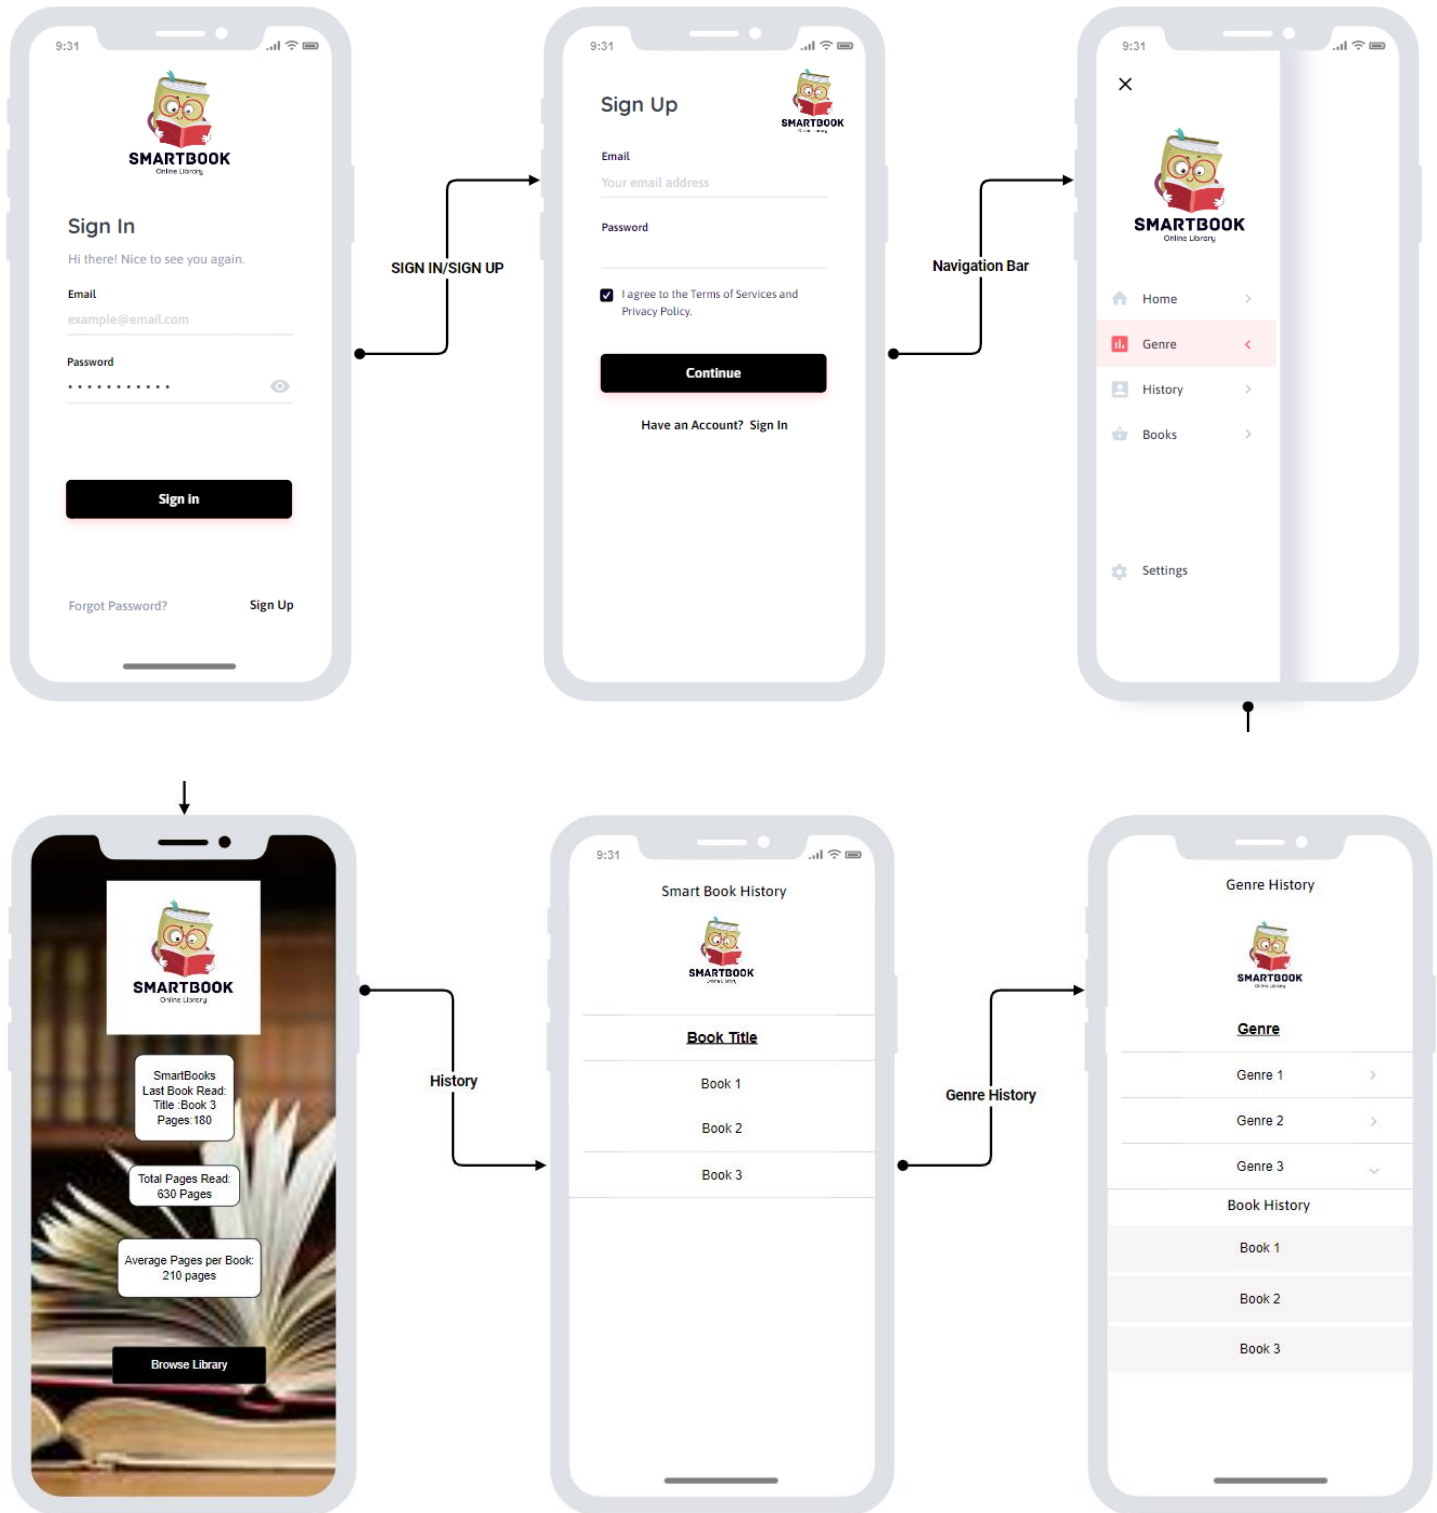 9:31
SMARTBOOK
Online Library
Sign In
Hi there! Nice to see you again.
Email
example@email.com
Password
Sign in
Forgot Password?
Sign Up
SIGN IN/SIGN UP
9:31
Sign Up
SMARTBOOK
Online Library
Email
Your email address
Password
I agree to the Terms of Services and
Privacy Policy.
Continue
Have an Account? Sign In
Navigation Bar
9:31
SMARTBOOK
Online Library
Home
Genre
History
Books
Settings
SMARTBOOK
Online Library
SmartBooks
Last Book Read:
Title :Book 3
Pages:180
Total Pages Read:
630 Pages
Average Pages per Book:
210 pages
Browse Library
History
9:31
Smart Book History
SMARTBOOK
Online Library
Book Title
Book 1
Book 2
Book 3
Genre History
Genre History
SMARTBOOK
Online Library
Genre
Genre 1
Genre 2
Genre 3
Book History
Book 1
Book 2
Book 3